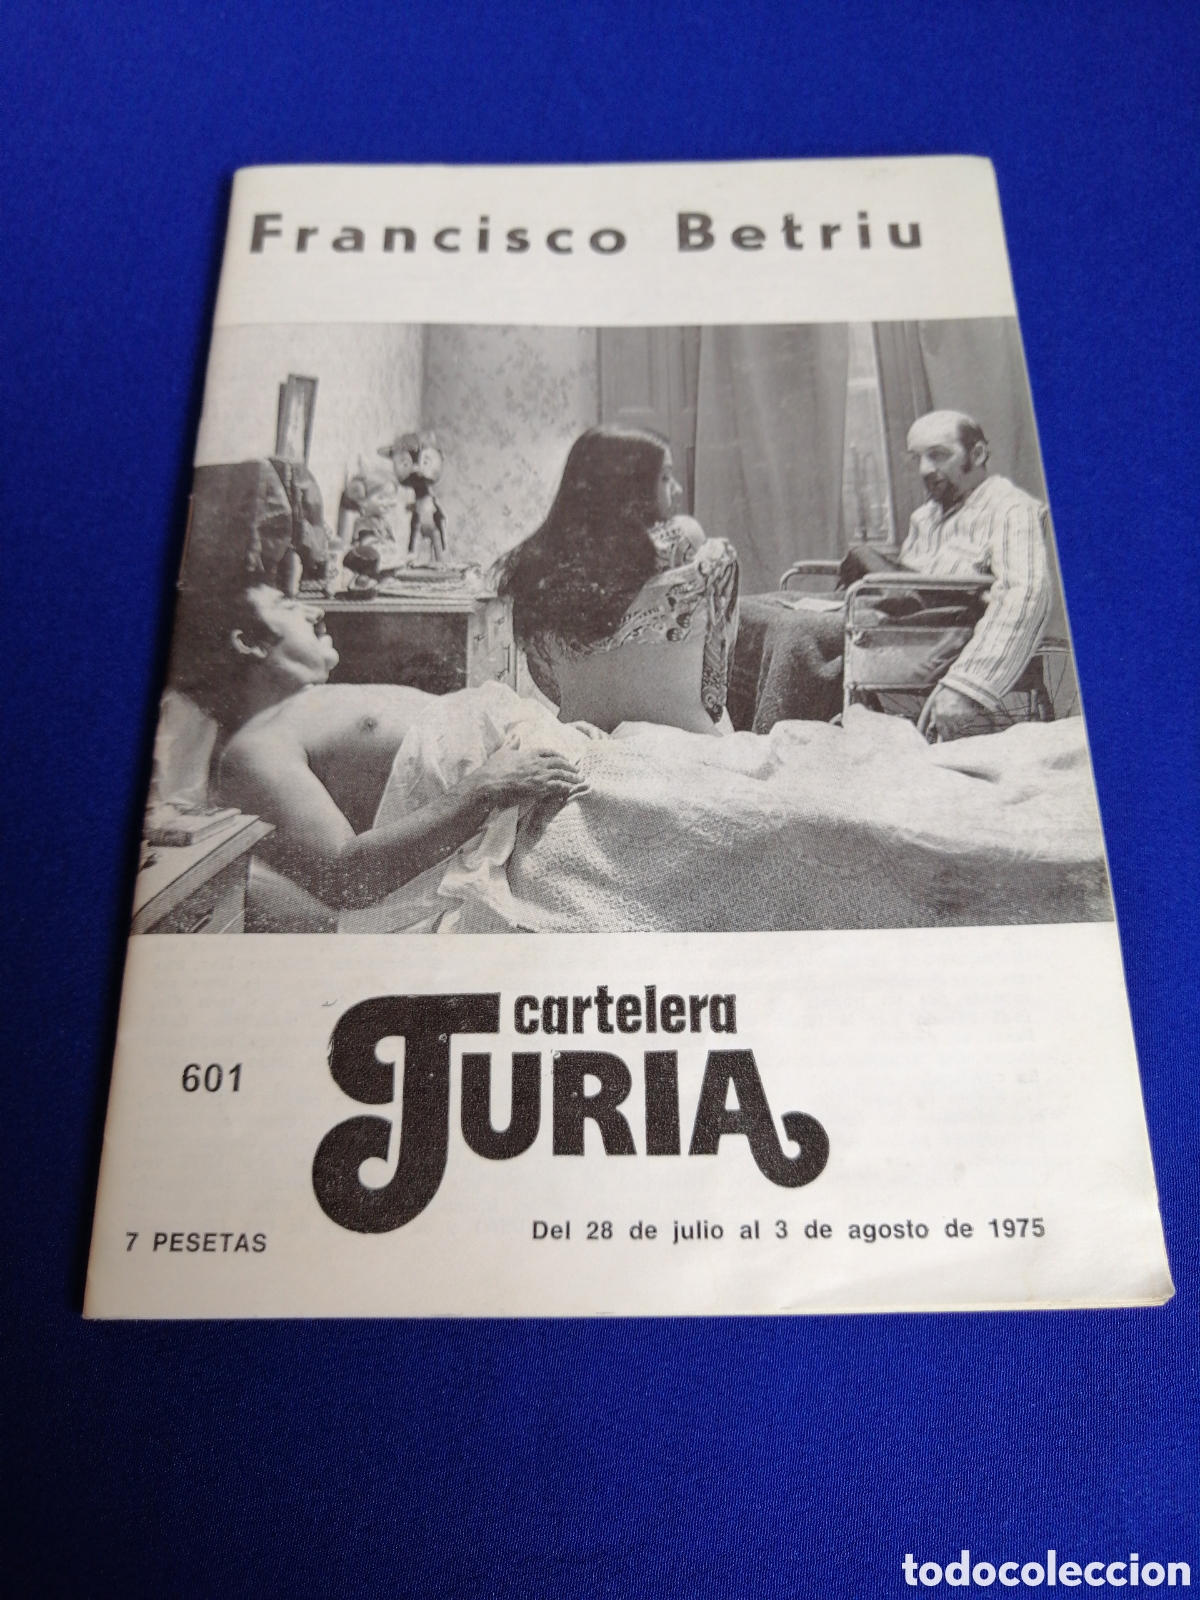 Francisco Betriu
cartelera
TURIA
601
7 PESETAS
Del 28 de julio al 3 de agosto de 1975
todocoleccion